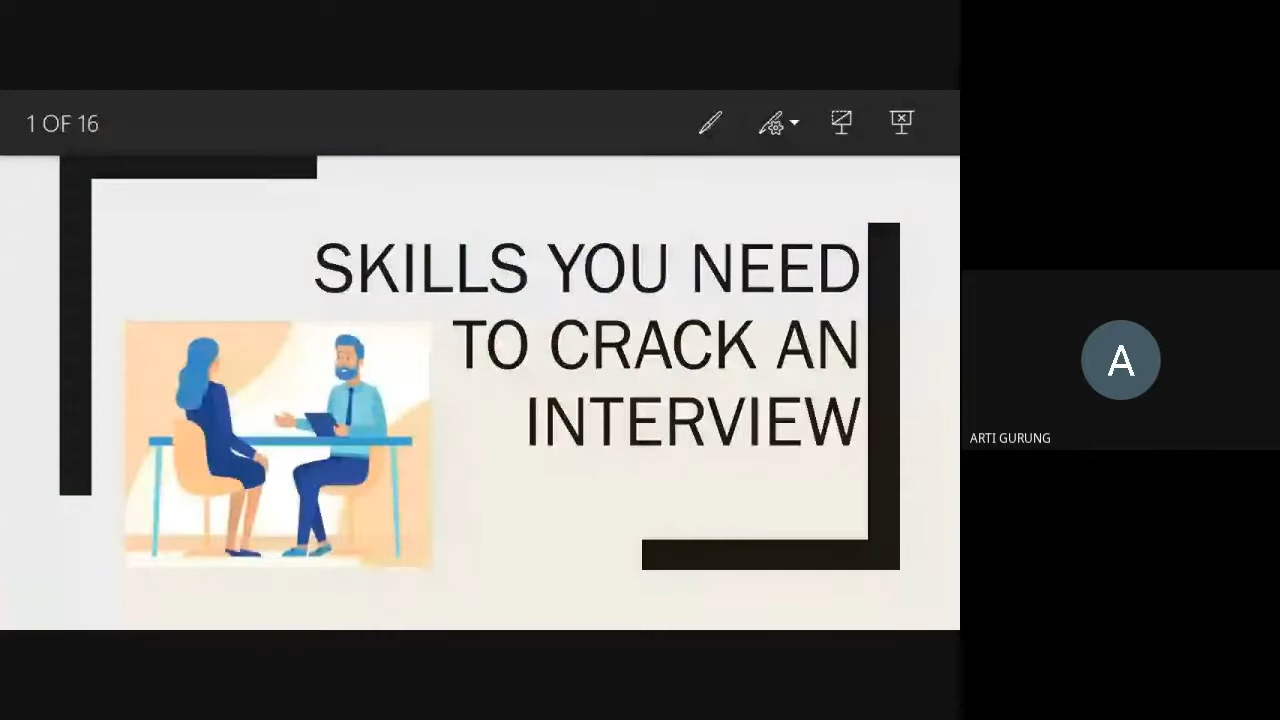 1 OF 16
SKILLS YOU NEED
TO CRACK AN
INTERVIEW
A
ARTI GURUNG